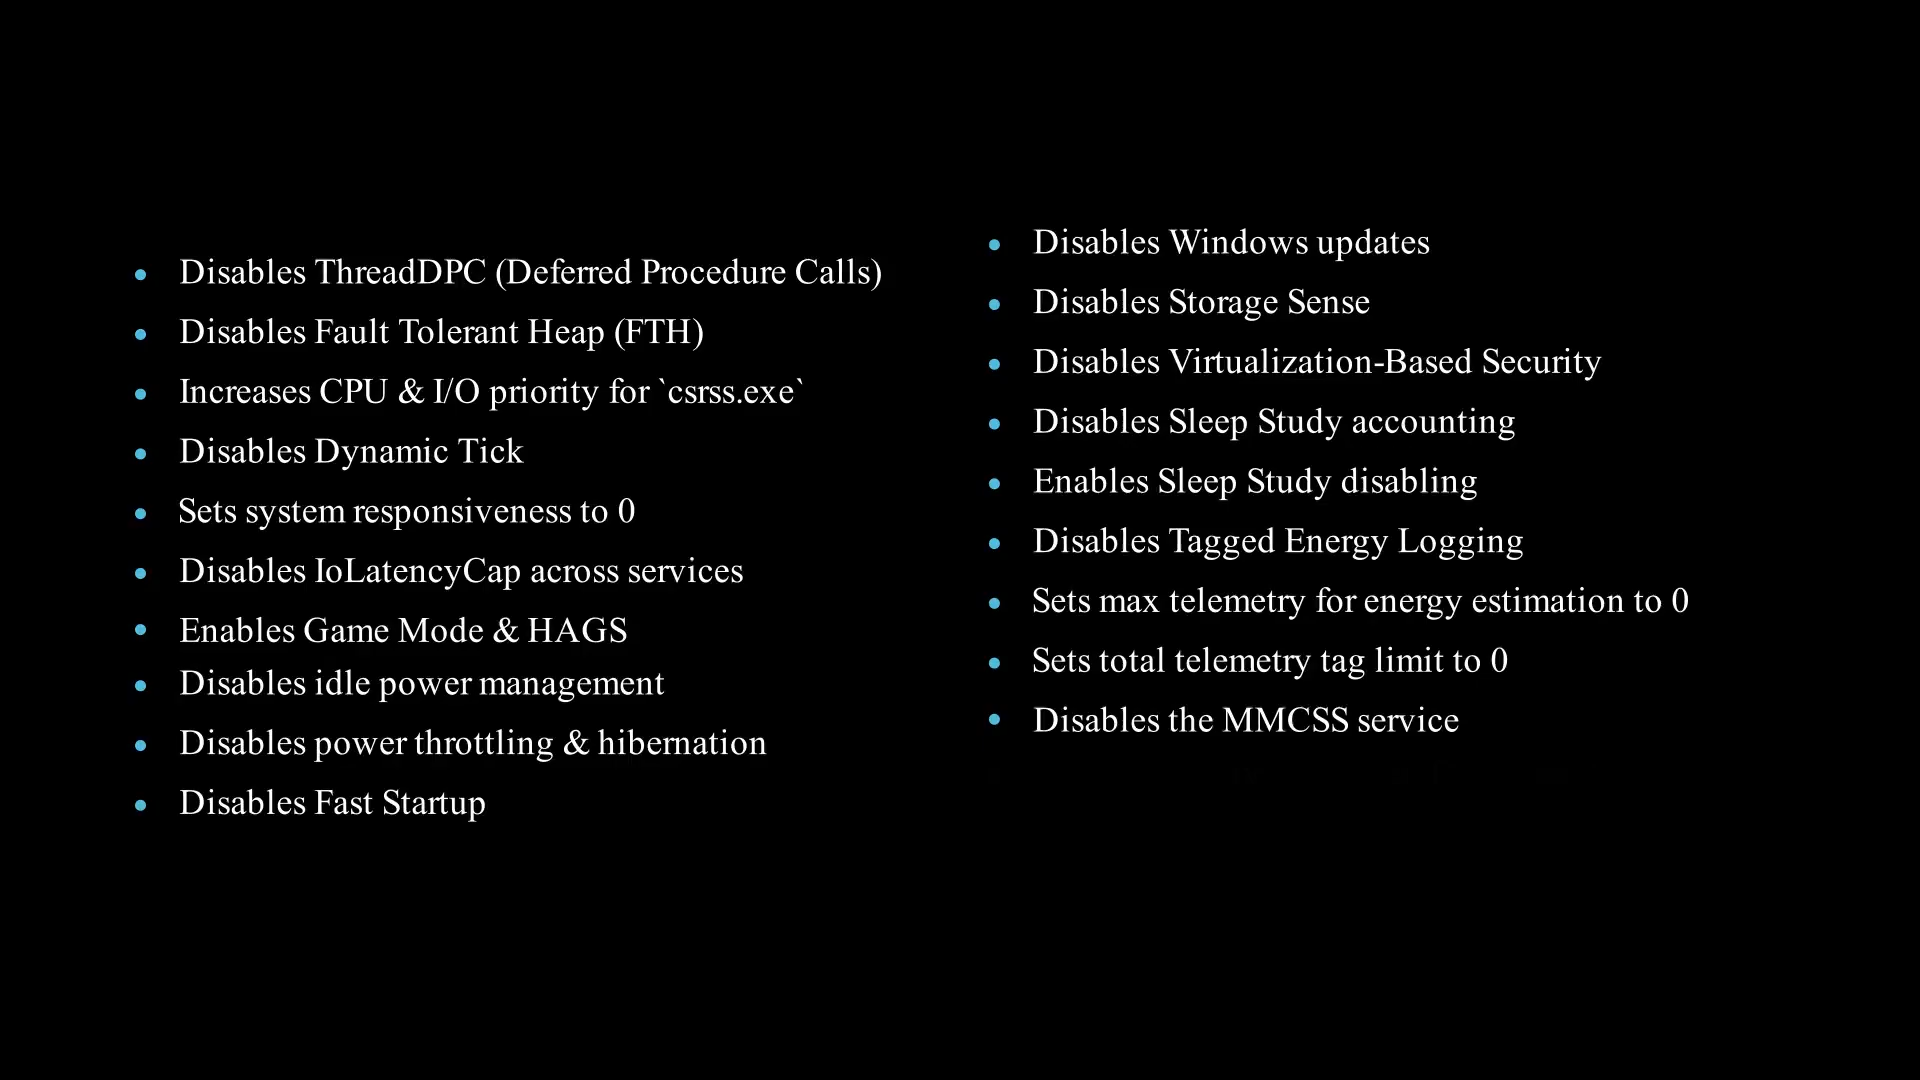 Disables ThreadDPC (Deferred Procedure Calls)
Disables Fault Tolerant Heap (FTH)
Increases CPU & I/O priority for `csrss.exe`
Disables Dynamic Tick
Sets system responsiveness to 0
Disables IoLatencyCap across services
Enables Game Mode & HAGS
Disables idle power management
Disables power throttling & hibernation
Disables Fast Startup
Disables Windows updates
Disables Storage Sense
Disables Virtualization-Based Security
Disables Sleep Study accounting
Enables Sleep Study disabling
Disables Tagged Energy Logging
Sets max telemetry for energy estimation to 0
Sets total telemetry tag limit to 0
Disables the MMCSS service